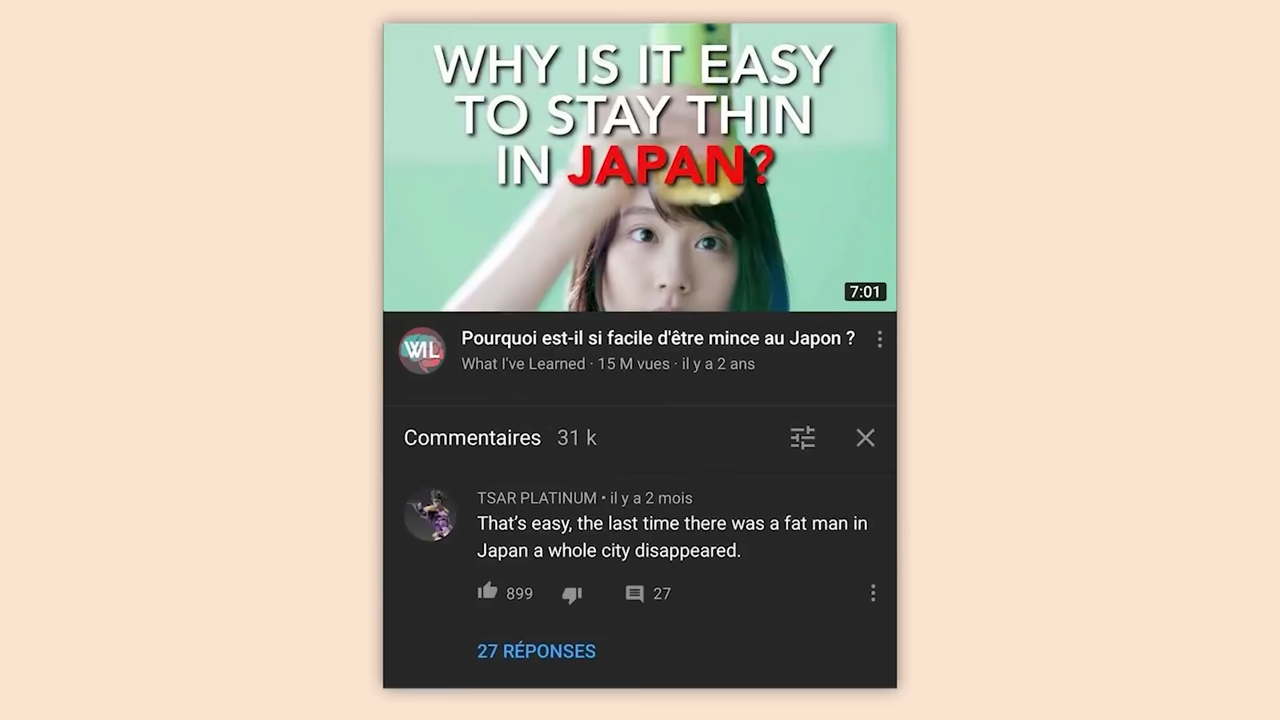 WHY IS IT EASY
TO STAY THIN
IN JAPAN?
7:01
WIL
Pourquoi est-il si facile d'être mince au Japon ?
What I've Learned · 15 M vues · il y a 2 ans
Commentaires 31 k
TSAR PLATINUM • il y a 2 mois
That's easy, the last time there was a fat man in
Japan a whole city disappeared.
899 27
27 RÉPONSES